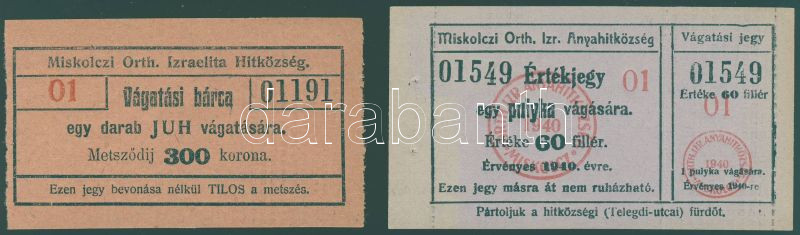 Miskolczi Orth. Izraelita Hitközség.
01 Vágatási bárca 01191
egy darab JUH vágatására.
Metsződíj 300 korona.
Ezen jegy bevonása nélkül TILOS a metszés.
Miskolczi Orth. Izr. Anyahitközség
01549 Értékjegy 01
egy pulyka vágására.
Értéke 60 fillér.
Érvényes 1940. évre.
Ezen jegy másra át nem ruházható.
Vágatási jegy
01549
Értéke 60 fillér
01
1 pulyka vágására.
Érvényes 1940-re
Pártoljuk a hitközségi (Telegdi-utcai) fürdőt.
1940
MISKOLC
1940
darabanth